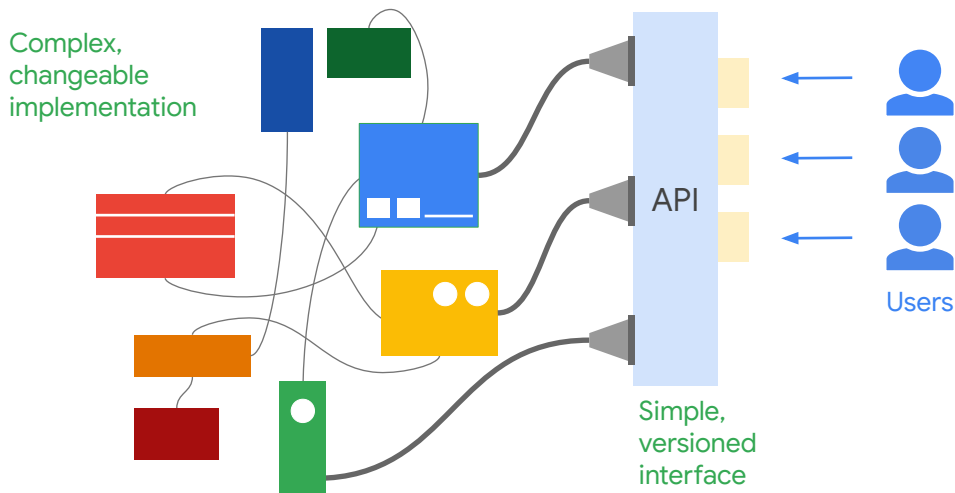 Complex,
changeable
implementation
API
Users
Simple,
versioned
interface